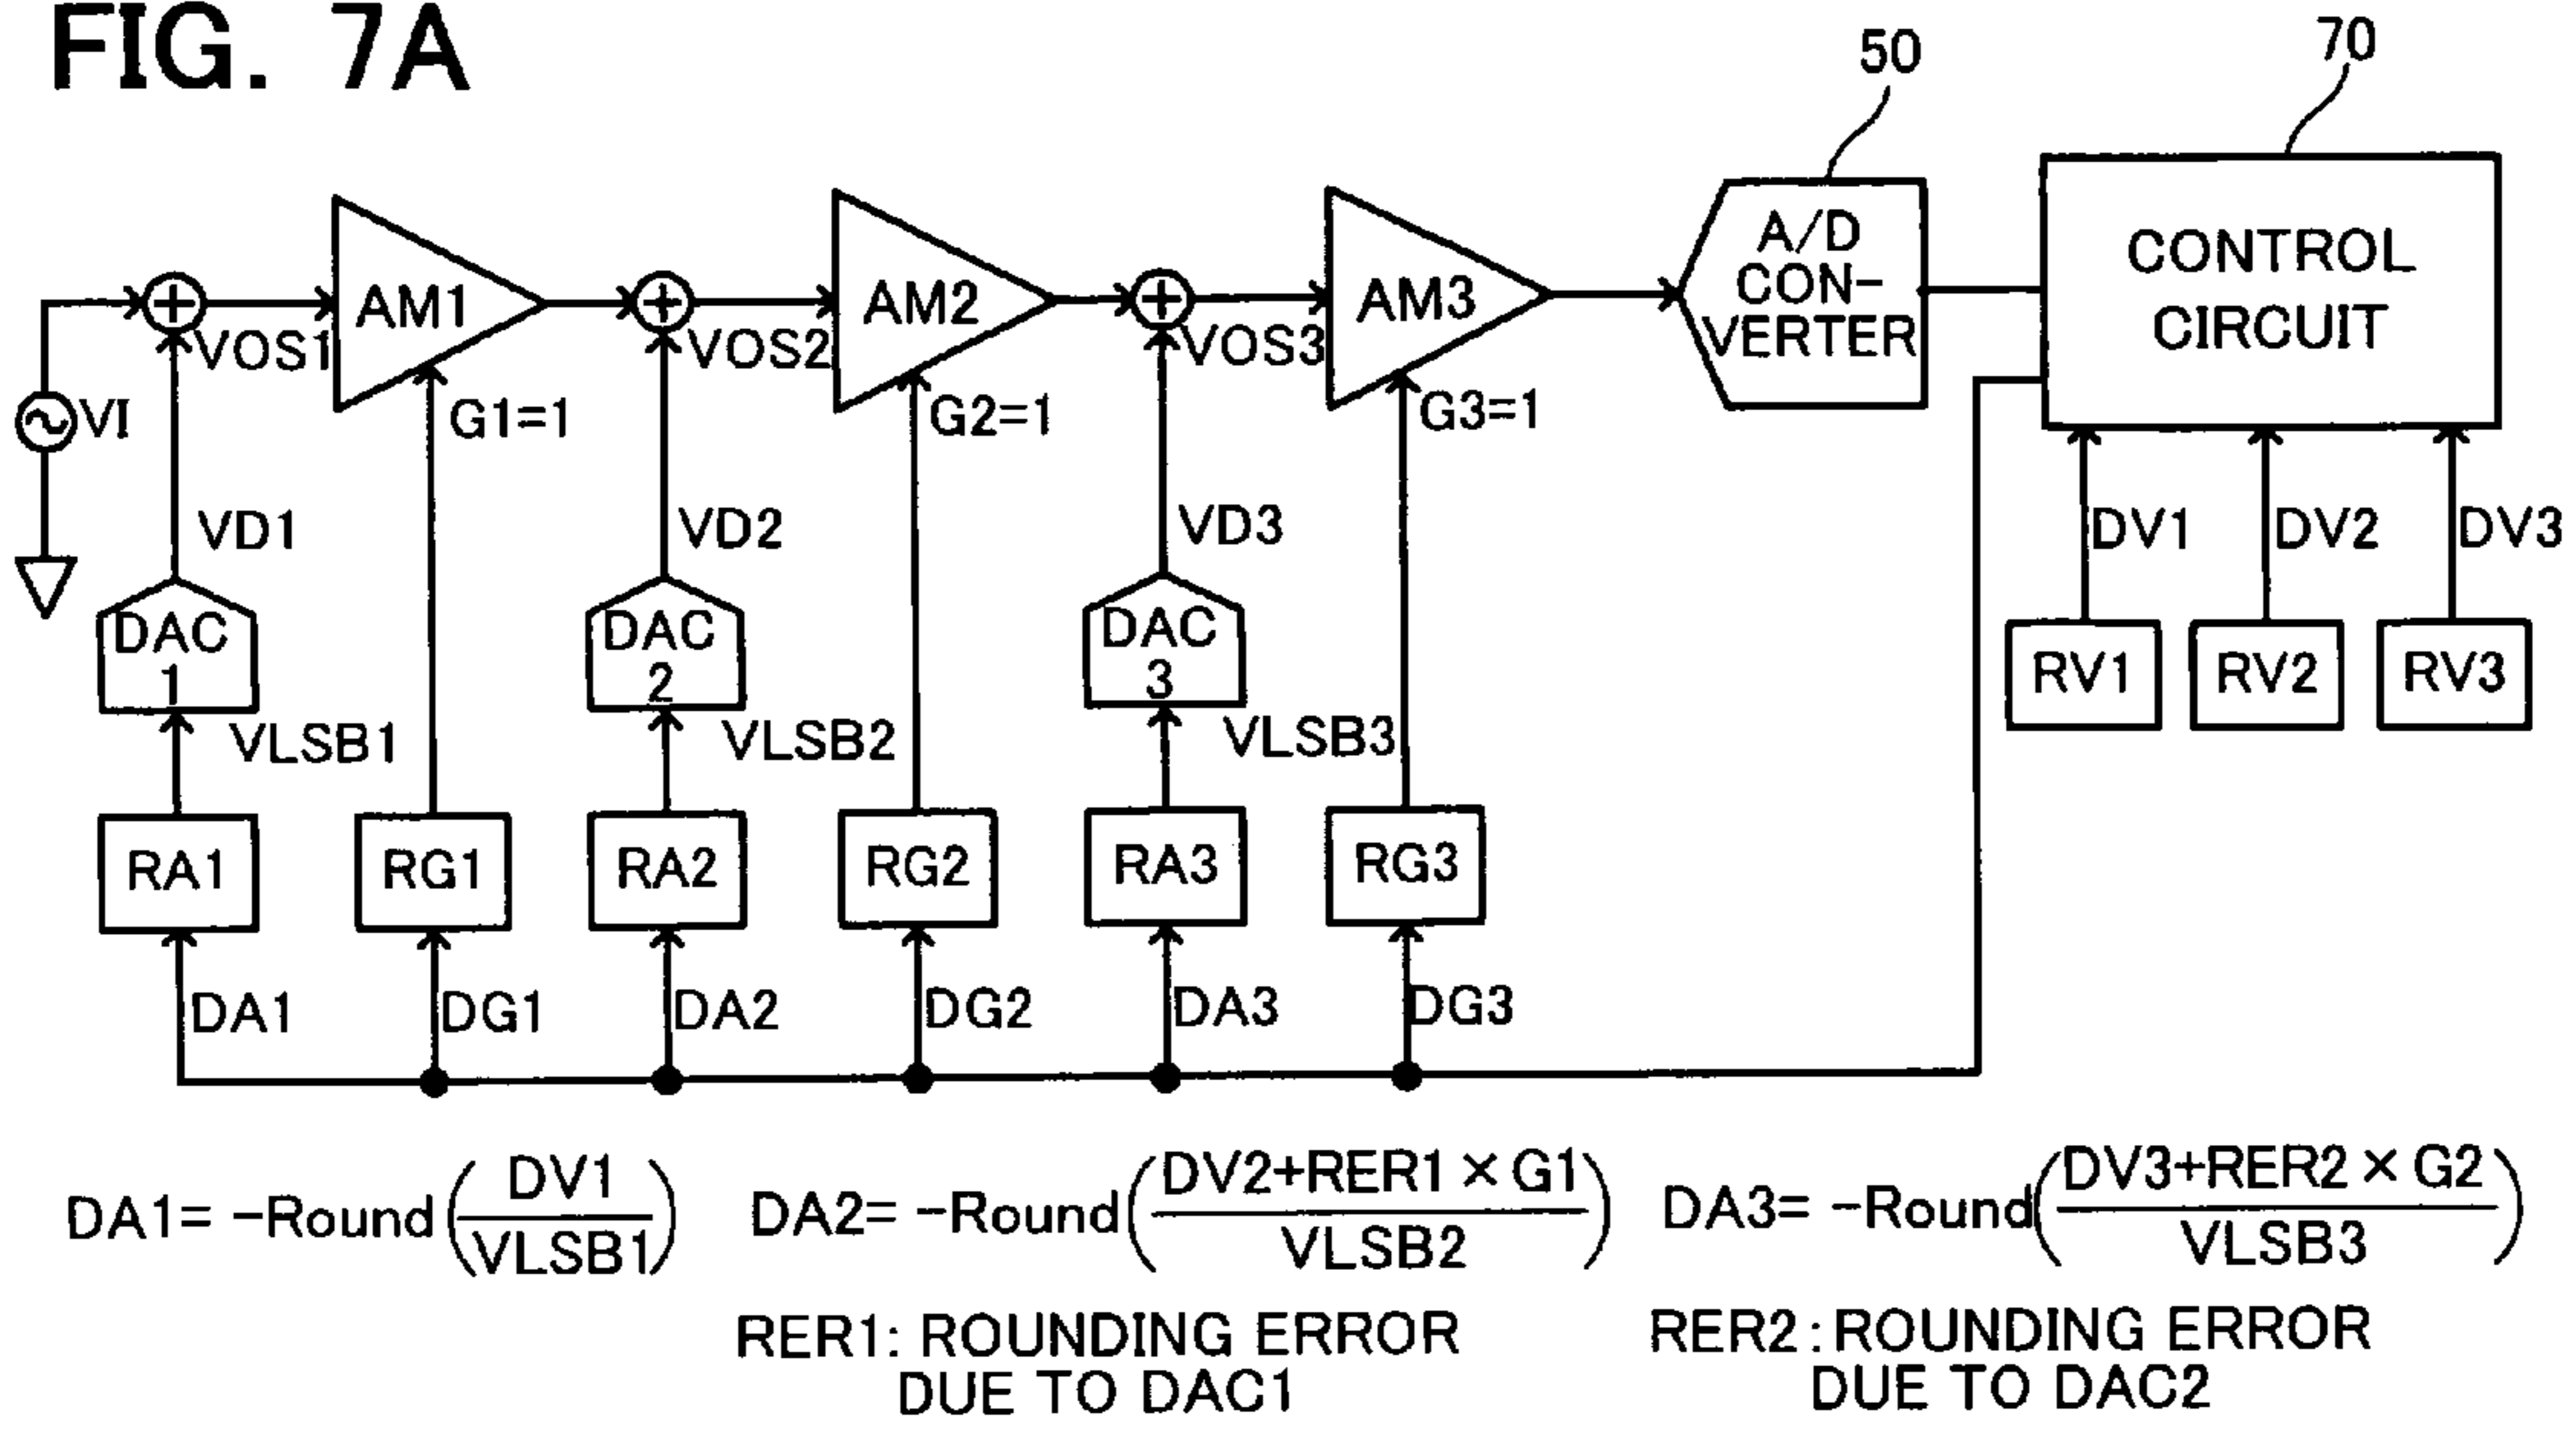 FIG. 7A
50
70
A/D
CON-
VERTER
CONTROL
CIRCUIT
AM1
AM2
AM3
VOS1
VOS2
VOS3
VI
G1=1
G2=1
G3=1
VD1
VD2
VD3
DV1
DV2
DV3
DAC
1
DAC
2
DAC
3
RV1
RV2
RV3
VLSB1
VLSB2
VLSB3
RA1
RG1
RA2
RG2
RA3
RG3
DA1
DG1
DA2
DG2
DA3
DG3
DA1= -Round(DV1/VLSB1)
DA2= -Round(DV2+RER1×G1/VLSB2)
DA3= -Round(DV3+RER2×G2/VLSB3)
RER1: ROUNDING ERROR
DUE TO DAC1
RER2: ROUNDING ERROR
DUE TO DAC2